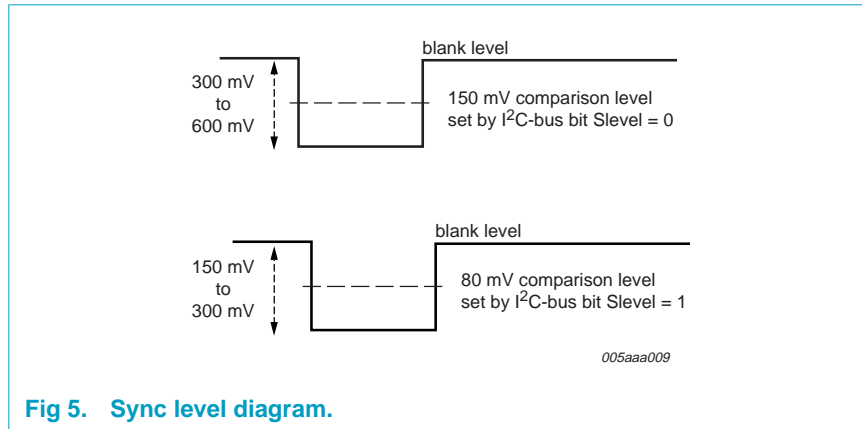 blank level
300 mV
to
600 mV
150 mV comparison level
set by I²C-bus bit Slevel = 0
blank level
150 mV
to
300 mV
80 mV comparison level
set by I²C-bus bit Slevel = 1
005aaa009
Fig 5. Sync level diagram.